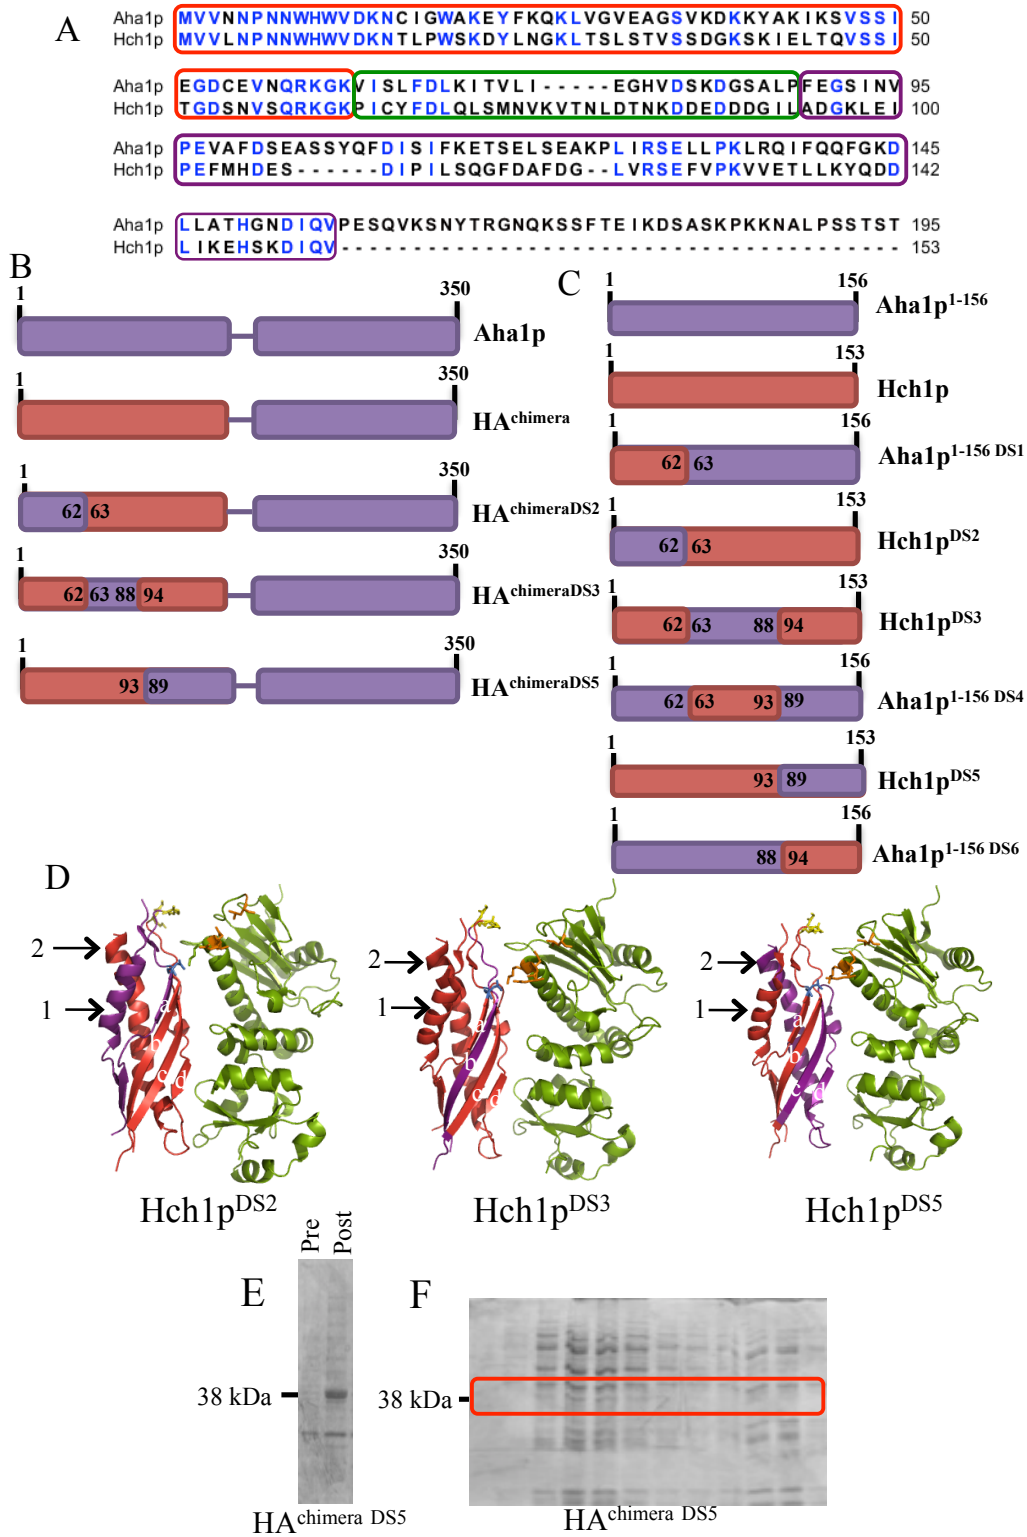 A
Aha1p MVVNNPNNWHWVDKNCIGWAKEYFKQKLVGVEAGSVKDKKYAKIKSVSSI 50
Hch1p MVVLNPNNWHWVDKNTLPWSKDYLNGKLTSLSTVSSDGKSKIELTQVSSI 50
Aha1p EGDCEVNQRKGKVISLFDLKITVLI-----EGHVDSKDGSALPFEGSINV 95
Hch1p TGDSNVSQRKGKPICYFDLQLSMNVKVTNLDTNKDDEDDDGILADGKLEI 100
Aha1p PEVAFDSEASSYQFDISIFKETSELSEAKPLIRSELLPKLRQIFQQFGKD 145
Hch1p PEFMHDES------DIPILSQGFDAFDG--LVRSEFVPKVVETLLKYQDD 142
Aha1p LLATHGNDIQVPESQVKSNYTRGNQKSSFTEIKDSASKPKKNALPSSTST 195
Hch1p LIKEHSKDIQV--------------------------------------- 153
B
1 350
Aha1p
1 350
HAchimera
1 350
62 63
HAchimeraDS2
1 350
62 63 88 94
HAchimeraDS3
1 350
93 89
HAchimeraDS5
C
1 156
Aha1p1-156
1 153
Hch1p
1 156
62 63
Aha1p1-156 DS1
1 153
62 63
Hch1pDS2
1 153
62 63 88 94
Hch1pDS3
1 156
62 63 93 89
Aha1p1-156 DS4
1 153
93 89
Hch1pDS5
1 156
88 94
Aha1p1-156 DS6
D
2
1
a
b
c d
Hch1pDS2
2
1
a
b
c d
Hch1pDS3
2
1
a
b
c d
Hch1pDS5
E
Pre
Post
38 kDa
HAchimera DS5
F
38 kDa
HAchimera DS5